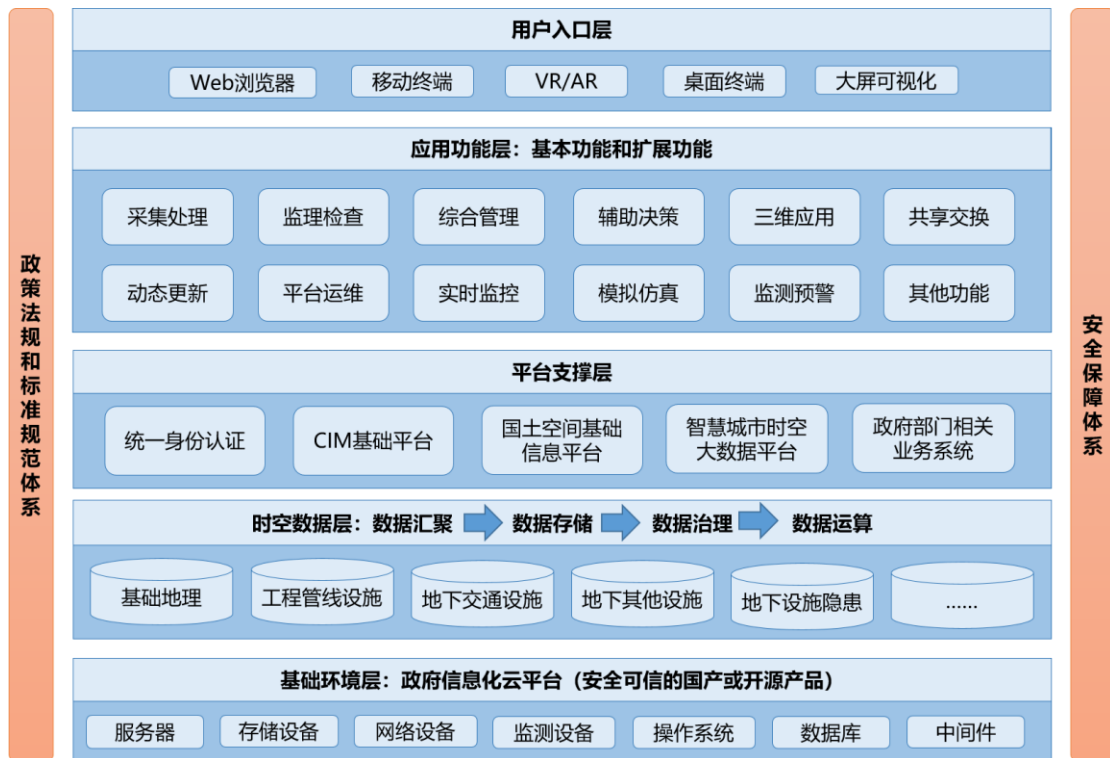 政策法规和标准规范体系
用户入口层
Web浏览器
移动终端
VR/AR
桌面终端
大屏可视化
应用功能层：基本功能和扩展功能
采集处理
监理检查
综合管理
辅助决策
三维应用
共享交换
动态更新
平台运维
实时监控
模拟仿真
监测预警
其他功能
平台支撑层
统一身份认证
CIM基础平台
国土空间基础
信息平台
智慧城市时空
大数据平台
政府部门相关
业务系统
时空数据层：数据汇聚
数据存储
数据治理
数据运算
基础地理
工程管线设施
地下交通设施
地下其他设施
地下设施隐患
......
基础环境层：政府信息化云平台（安全可信的国产或开源产品）
服务器
存储设备
网络设备
监测设备
操作系统
数据库
中间件
安全保障体系